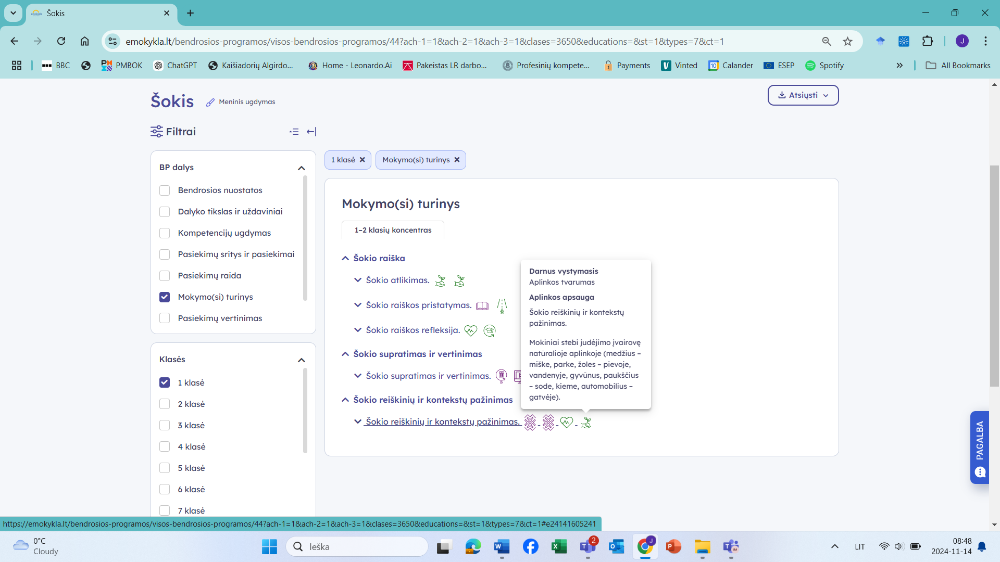 Šokis
emokykla.lt/bendrosios-programos/visos-bendrosios-programos/44?ach-1=1&ach-2=1&ach-3=1&clases=3650&educations=&st=1&types=7&ct=1
J
BBC
PMBOK
ChatGPT
Kaišiadorių Algirdo...
Home - Leonardo.Ai
Pakeistas LR darbo...
Profesinių kompete...
Payments
Vinted
Calander
ESEP
Spotify
All Bookmarks
Šokis
Meninis ugdymas
Atsiųsti
Filtrai
BP dalys
Bendrosios nuostatos
Dalyko tikslas ir uždaviniai
Kompetencijų ugdymas
Pasiekimų sritys ir pasiekimai
Pasiekimų raida
Mokymo(si) turinys
Pasiekimų vertinimas
Klasės
1 klasė
2 klasė
3 klasė
4 klasė
5 klasė
6 klasė
7 klasė
1 klasė
Mokymo(si) turinys
Mokymo(si) turinys
1–2 klasių koncentras
Šokio raiška
Šokio atlikimas.
Šokio raiškos pristatymas.
Šokio raiškos refleksija.
Šokio supratimas ir vertinimas
Šokio supratimas ir vertinimas.
Šokio reiškinių ir kontekstų pažinimas
Šokio reiškinių ir kontekstų pažinimas.
Darnus vystymasis
Aplinkos tvarumas
Aplinkos apsauga
Šokio reiškinių ir kontekstų
pažinimas.
Mokiniai stebi judėjimo įvairovę
natūralioje aplinkoje (medžius –
miške, parke, žoles – pievoje,
vandenyje, gyvūnus, paukščius
– sode, kieme, automobilius –
gatvėje).
PAGALBA
https://emokykla.lt/bendrosios-programos/visos-bendrosios-programos/44?ach-1=1&ach-2=1&ach-3=1&clases=3650&educations=&st=1&types=7&ct=1#e24141605241
0°C
Cloudy
Ieška
2
J
LIT
08:48
2024-11-14